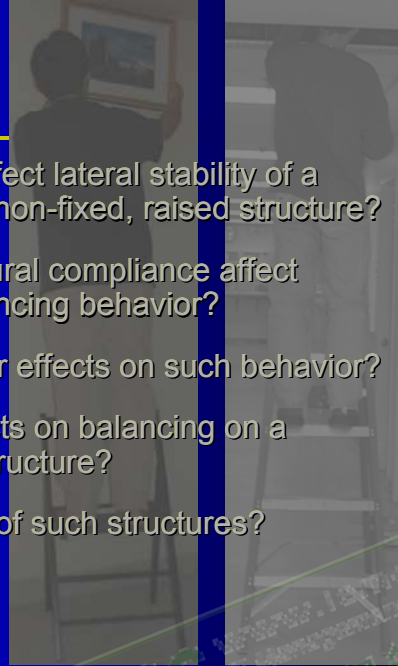 fect lateral stability of a
non-fixed, raised structure?
ural compliance affect
ncing behavior?
r effects on such behavior?
ts on balancing on a
ructure?
of such structures?